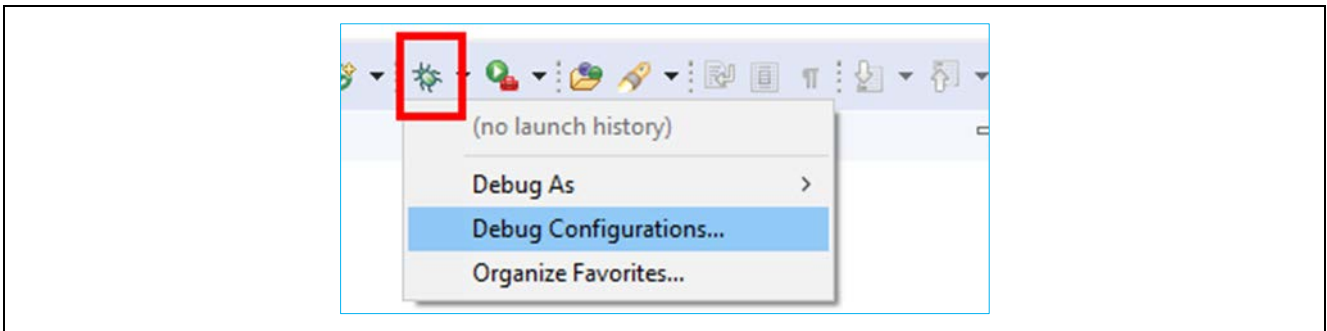 (no launch history)
Debug As
Debug Configurations...
Organize Favorites...